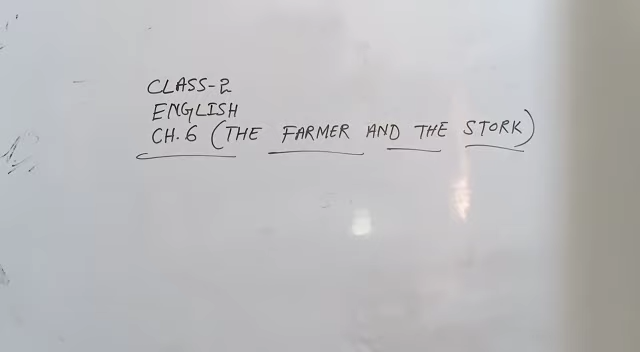 CLASS-2
ENGLISH
CH.6 (THE FARMER AND THE STORK)